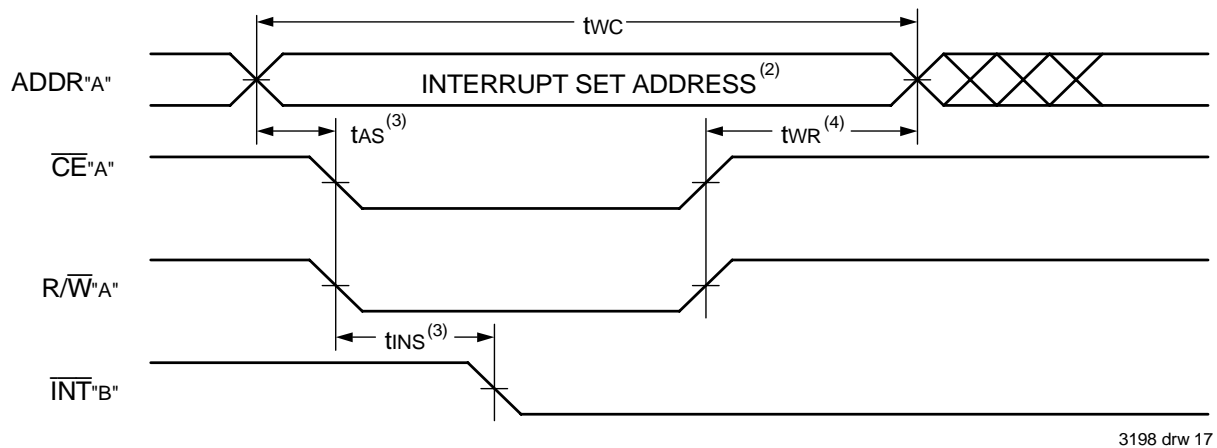 tWC
ADDR"A"
INTERRUPT SET ADDRESS(2)
tAS(3)
tWR(4)
CE"A"
R/W"A"
tINS(3)
INT"B"
3198 drw 17